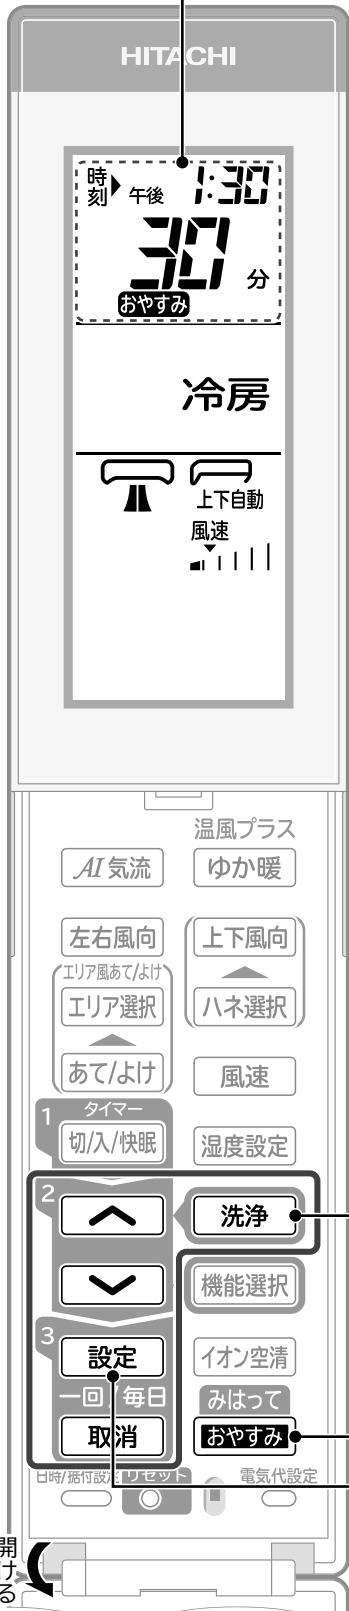 HITACHI
時刻 午後 1:30
30 分
おやすみ
冷房
上下自動
風速
温風プラス
AI 気流 ゆか暖
左右風向 上下風向
エリア風あて/よけ
エリア選択 ハネ選択
あて/よけ 風速
1 タイマー
切/入/快眠 湿度設定
2
洗浄
機能選択
3
設定 イオン空清
一回/毎日 みはって
取消 おやすみ
日時/据付設定 リセット 電気代設定
開ける